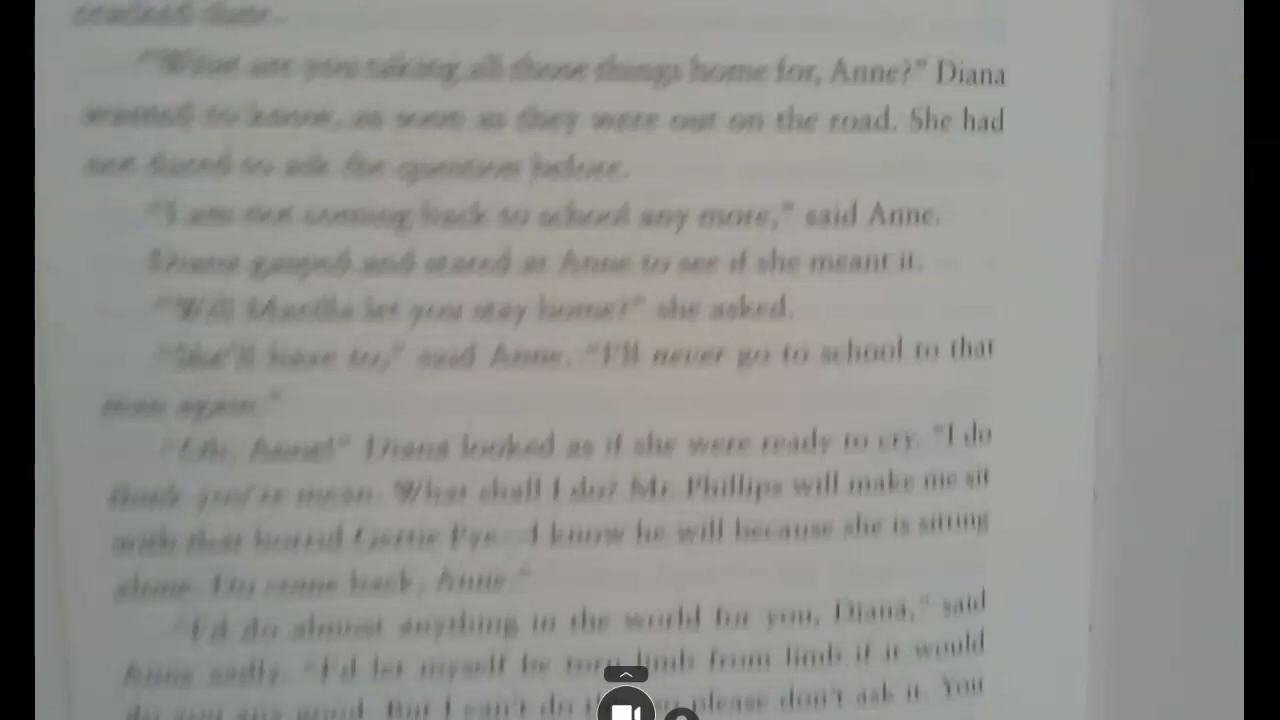 "What are you taking all those things home for, Anne?" Diana
wanted to know, as soon as they were out on the road. She had
not dared to ask the question before.
"I am not coming back to school any more," said Anne.
Diana gasped and stared at Anne to see if she meant it.
"Will Marilla let you stay home?" she asked.
"She'll have to," said Anne. "I'll never go to school to that
man again."
"Oh, Anne!" Diana looked as if she were ready to cry. "I do
think you're mean. What shall I do? Mr. Phillips will make me sit
with that horrid Gertie Pye—I know he will because she is sitting
alone. Do come back, Anne."
"I'd do almost anything in the world for you, Diana," said
Anne sadly. "I'd let myself be torn limb from limb if it would
do you any good. But I can't do please don't ask it. You